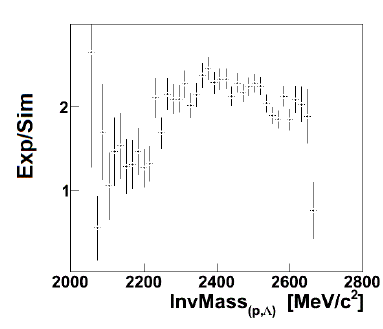 Exp/Sim
2
1
2000 2200 2400 2600 2800
InvMass(p,Λ) [MeV/c²]